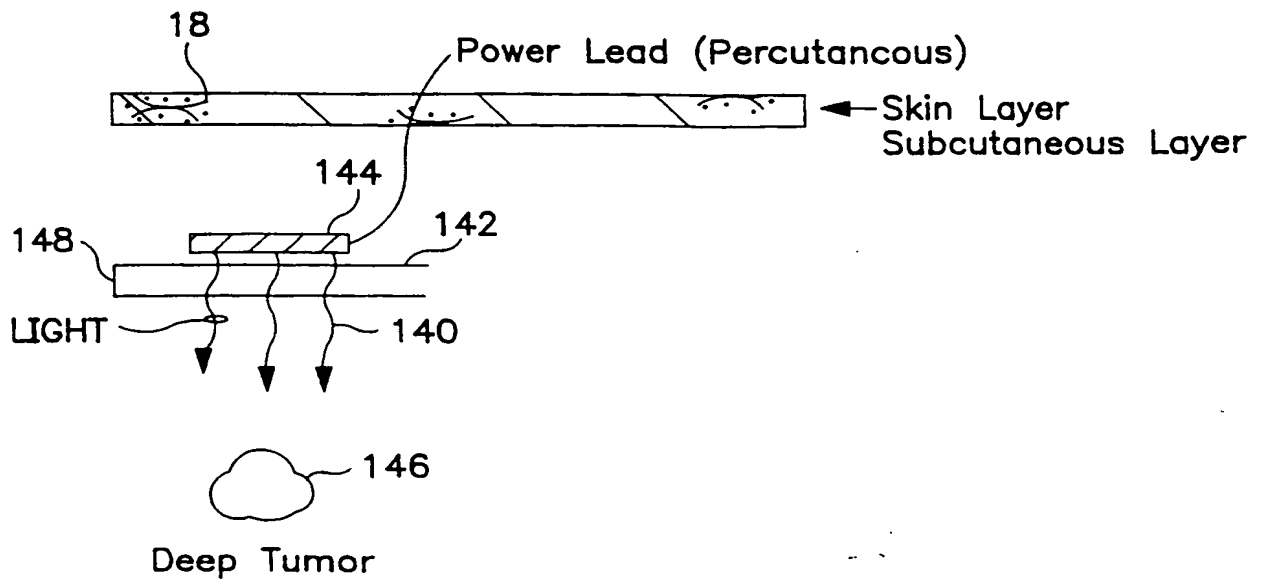 18
Power Lead (Percutancous)
Skin Layer
Subcutaneous Layer
144
148
142
LIGHT
140
146
Deep Tumor